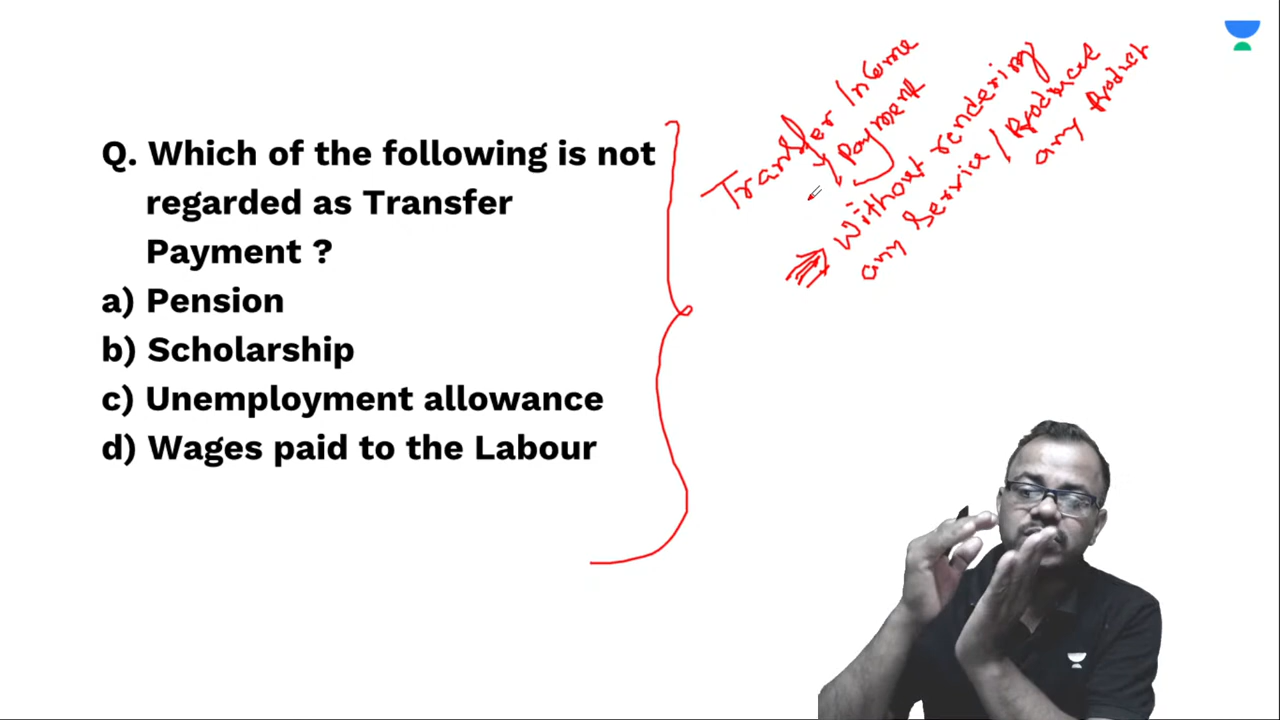 Q. Which of the following is not
regarded as Transfer
Payment ?
a) Pension
b) Scholarship
c) Unemployment allowance
d) Wages paid to the Labour
Transfer Income
Payment
Without rendering
any Service / Produce
any Product